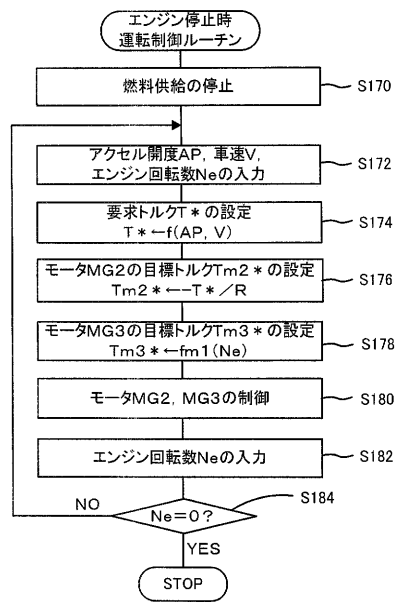 エンジン停止時
運転制御ルーチン
燃料供給の停止
S170
アクセル開度AP, 車速V,
エンジン回転数Neの入力
S172
要求トルクT*の設定
T*←f(AP, V)
S174
モータMG2の目標トルクTm2*の設定
Tm2*←-T*/R
S176
モータMG3の目標トルクTm3*の設定
Tm3*←fm1(Ne)
S178
モータMG2, MG3の制御
S180
エンジン回転数Neの入力
S182
S184
NO
Ne=0?
YES
STOP